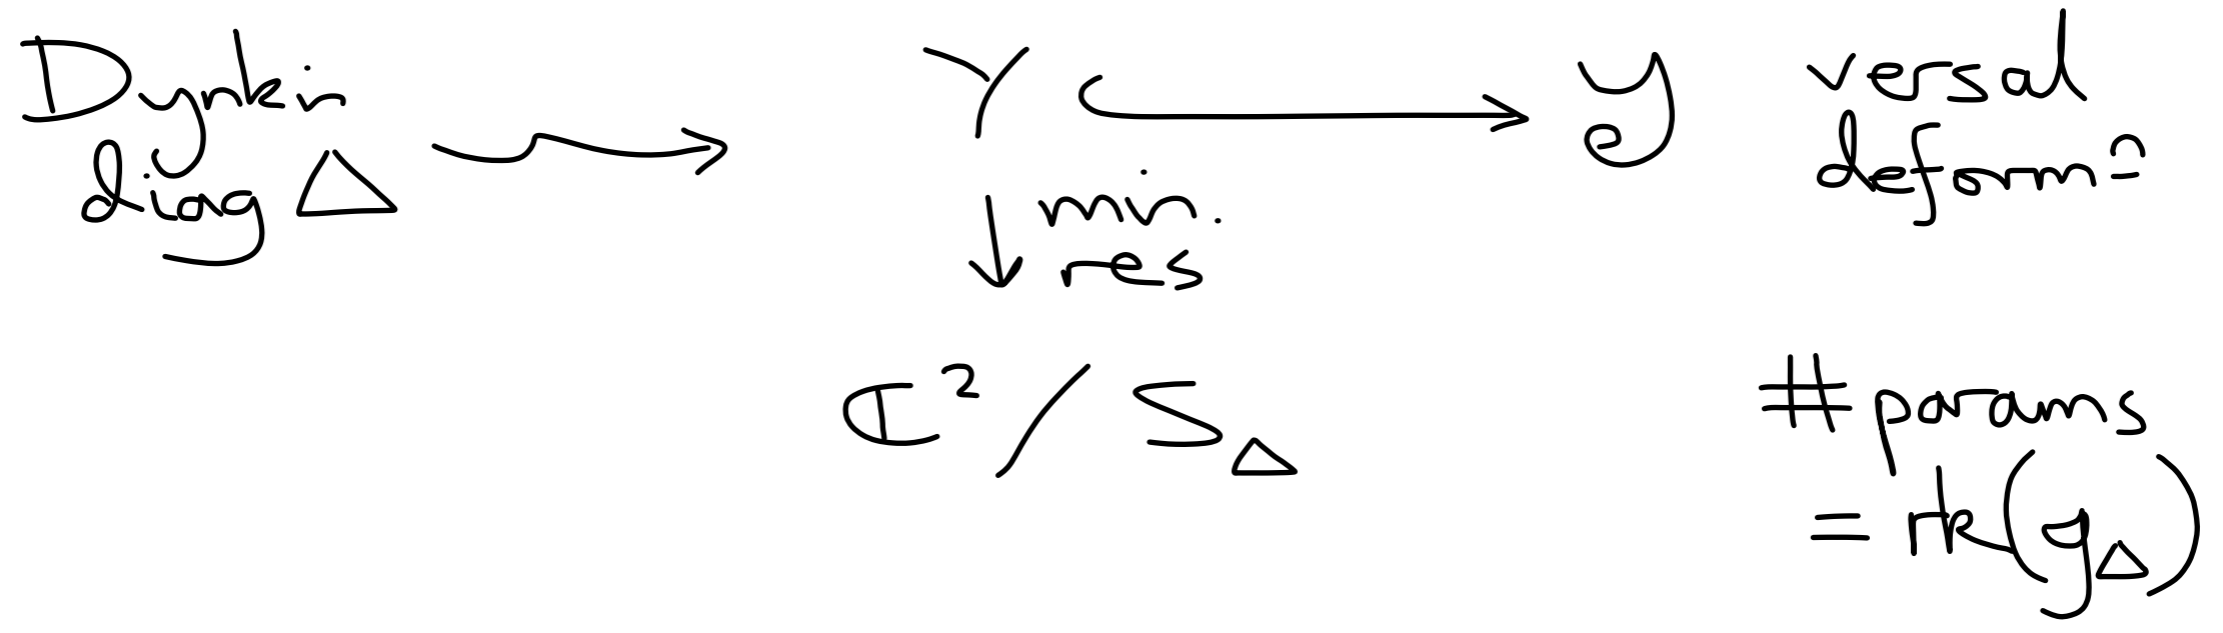 Dynkin
diag Δ
Y ↪ 𝒴
versal
deform=
min.
res
ℂ²/S_Δ
# params
= rk(g_Δ)